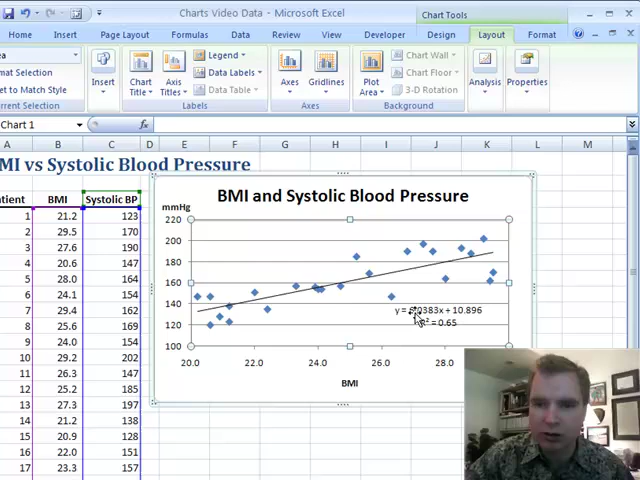 Charts Video Data - Microsoft Excel
Chart Tools
Home Insert Page Layout Formulas Data Review View Developer Design Layout Format
Format Selection
to Match Style
Current Selection
Insert
Chart Title
Axis Titles
Legend
Data Labels
Data Table
Labels
Axes Gridlines
Axes
Plot Area
Chart Wall
Chart Floor
3-D Rotation
Background
Analysis Properties
Chart 1
fx
A B C D E F G H I J K L M
MI vs Systolic Blood Pressure
tient BMI Systolic BP
1 21.2 123
2 29.5 170
3 27.6 190
4 20.6 147
5 28.0 164
6 24.1 154
7 29.4 162
8 25.6 169
9 24.0 154
10 29.2 202
11 26.3 147
12 25.2 185
13 27.3 197
14 21.2 138
15 20.9 128
16 22.0 151
17 23.3 157
BMI and Systolic Blood Pressure
mmHg
220
200
180
160
140
120
100
20.0 22.0 24.0 26.0 28.0
BMI
+ 10.896
= 0.65